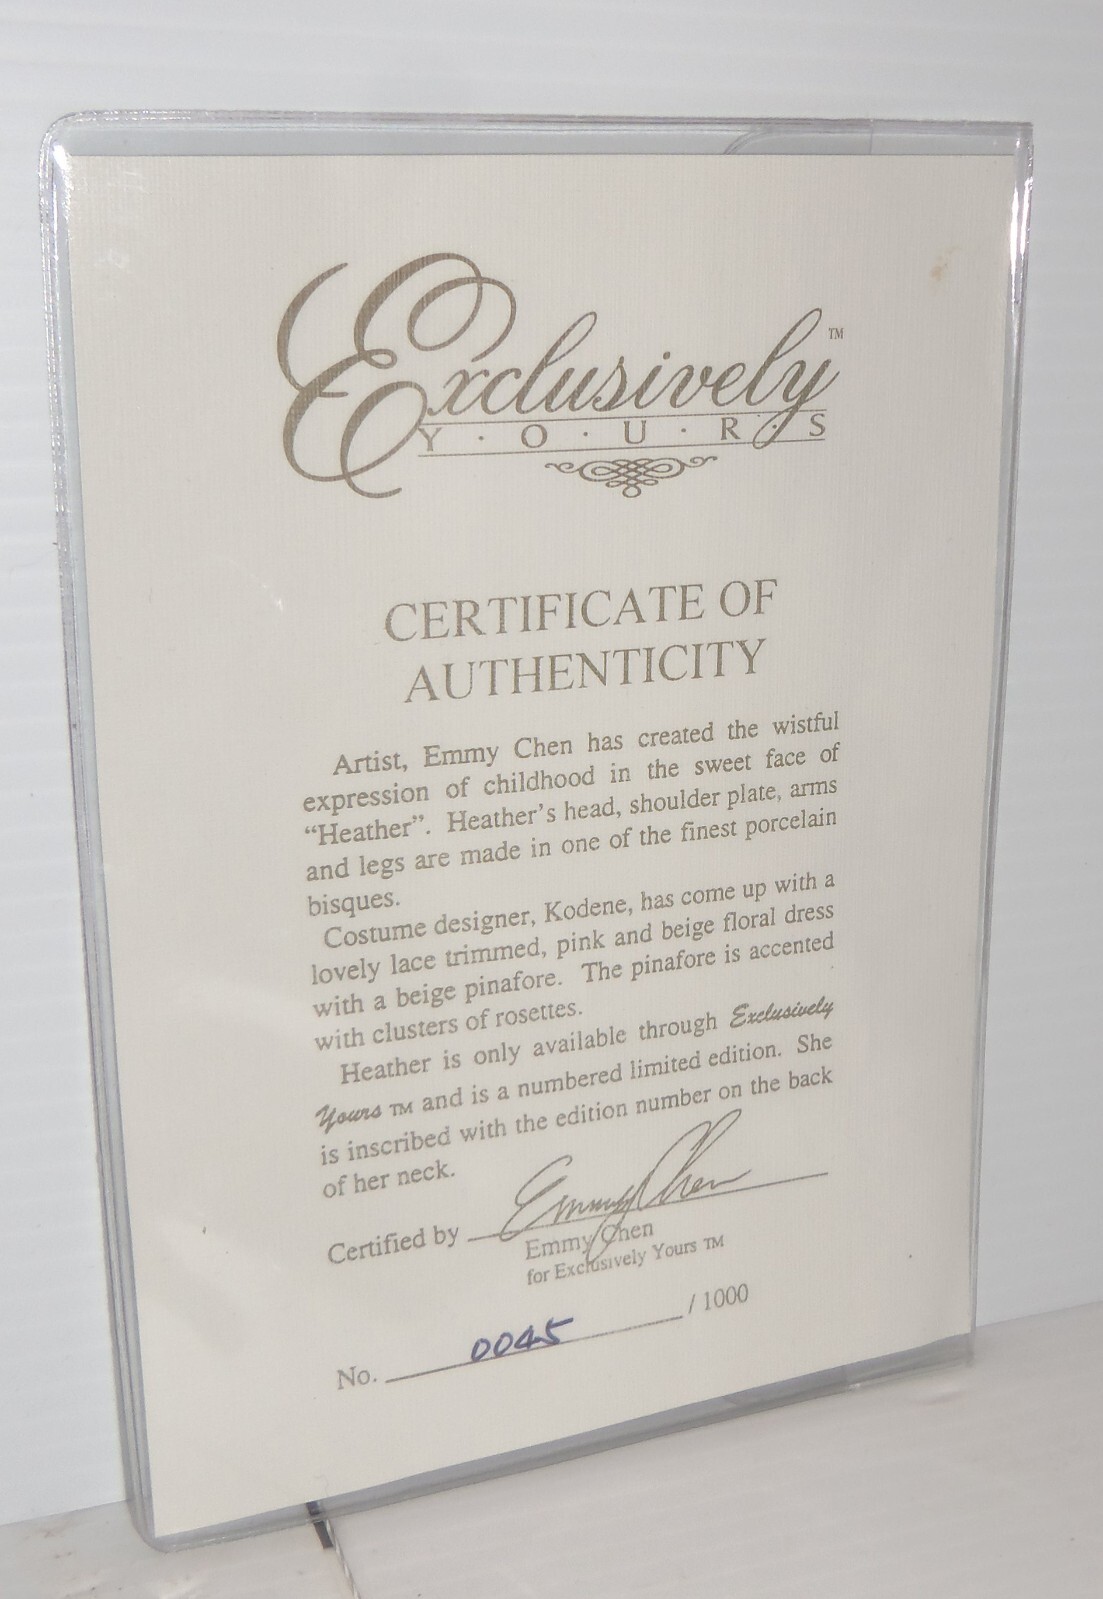 Exclusively™
Y·O·U·R·S
CERTIFICATE OF
AUTHENTICITY
Artist, Emmy Chen has created the wistful
expression of childhood in the sweet face of
“Heather”. Heather’s head, shoulder plate, arms
and legs are made in one of the finest porcelain
bisques.
Costume designer, Kodene, has come up with a
lovely lace trimmed, pink and beige floral dress
with a beige pinafore. The pinafore is accented
with clusters of rosettes.
Heather is only available through Exclusively
Yours TM and is a numbered limited edition. She
is inscribed with the edition number on the back
of her neck.
Certified by Emmy Chen
Emmy Chen
for Exclusively Yours TM
No. 0045 / 1000